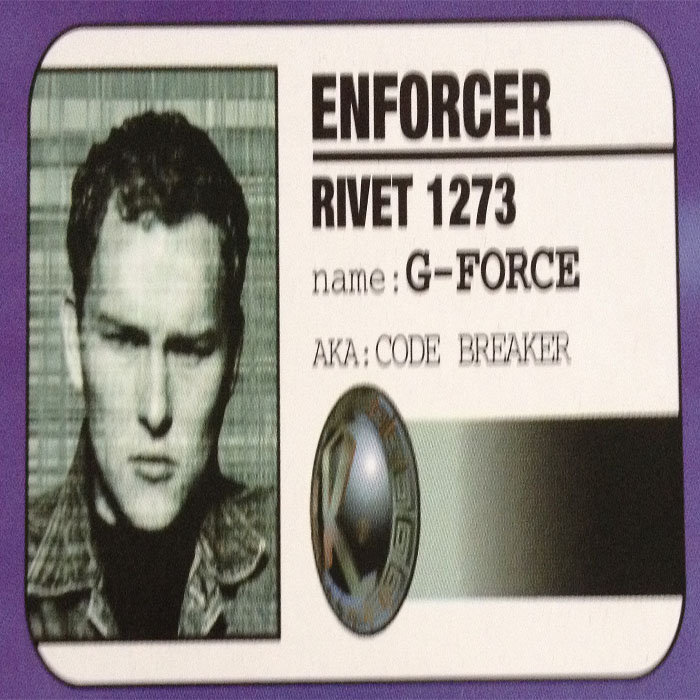 ENFORCER
RIVET 1273
name:G-FORCE
AKA:CODE BREAKER
R